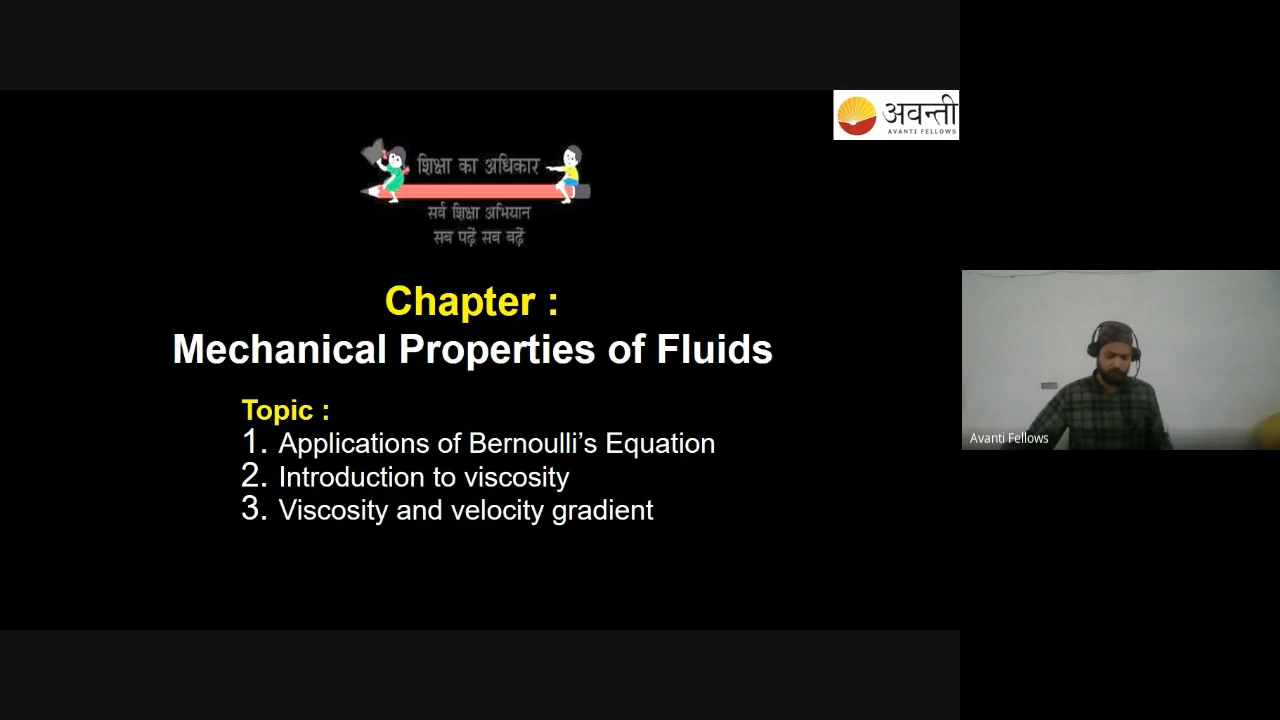 अवन्ती
AVANTI FELLOWS
शिक्षा का अधिकार
सर्व शिक्षा अभियान
सब पढ़ें सब बढ़ें
Chapter :
Mechanical Properties of Fluids
Topic :
1. Applications of Bernoulli’s Equation
2. Introduction to viscosity
3. Viscosity and velocity gradient
Avanti Fellows